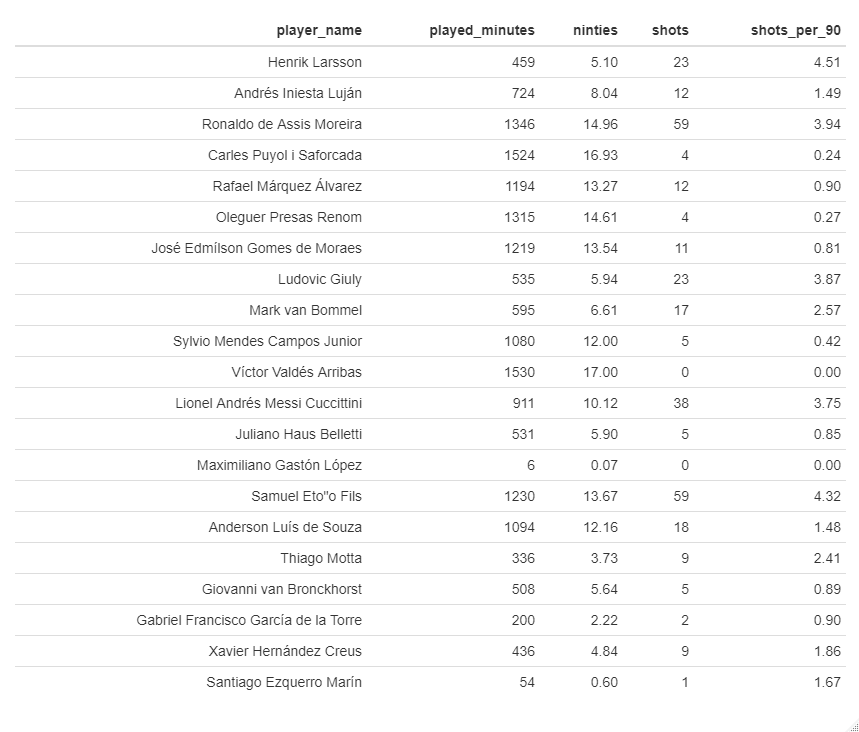 player_name played_minutes ninties shots shots_per_90
Henrik Larsson 459 5.10 23 4.51
Andrés Iniesta Luján 724 8.04 12 1.49
Ronaldo de Assis Moreira 1346 14.96 59 3.94
Carles Puyol i Saforcada 1524 16.93 4 0.24
Rafael Márquez Álvarez 1194 13.27 12 0.90
Oleguer Presas Renom 1315 14.61 4 0.27
José Edmílson Gomes de Moraes 1219 13.54 11 0.81
Ludovic Giuly 535 5.94 23 3.87
Mark van Bommel 595 6.61 17 2.57
Sylvio Mendes Campos Junior 1080 12.00 5 0.42
Víctor Valdés Arribas 1530 17.00 0 0.00
Lionel Andrés Messi Cuccittini 911 10.12 38 3.75
Juliano Haus Belletti 531 5.90 5 0.85
Maximiliano Gastón López 6 0.07 0 0.00
Samuel Eto"o Fils 1230 13.67 59 4.32
Anderson Luís de Souza 1094 12.16 18 1.48
Thiago Motta 336 3.73 9 2.41
Giovanni van Bronckhorst 508 5.64 5 0.89
Gabriel Francisco García de la Torre 200 2.22 2 0.90
Xavier Hernández Creus 436 4.84 9 1.86
Santiago Ezquerro Marín 54 0.60 1 1.67